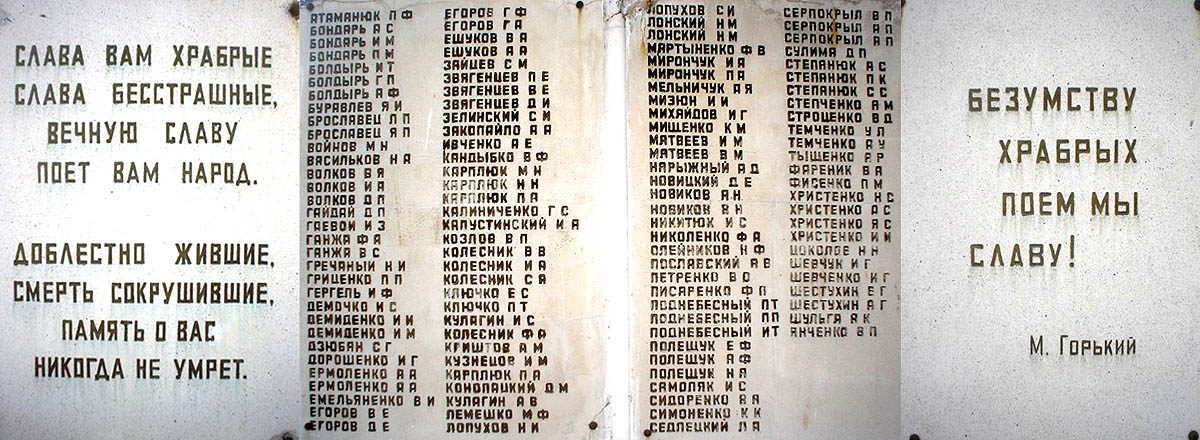 СЛАВА ВАМ ХРАБРЫЕ
СЛАВА БЕССТРАШНЫЕ,
ВЕЧНУЮ СЛАВУ
ПОЕТ ВАМ НАРОД.
ДОБЛЕСТНО ЖИВШИЕ,
СМЕРТЬ СОКРУШИВШИЕ,
ПАМЯТЬ О ВАС
НИКОГДА НЕ УМРЕТ.
АТАМАНЮК П Ф
БОНДАРЬ А С
БОНДАРЬ И М
БОНДАРЬ П М
БОЛДЫРЬ И Т
БОЛДЫРЬ Г П
БОЛДЫРЬ А Ф
БУРАВЛЕВ Я И
БРОСЛАВЕЦ Л П
БРОСЛАВЕЦ Я П
ВОЙНОВ М Н
ВАСИЛЬКОВ Н А
ВОЛКОВ В Я
ВОЛКОВ И А
ВОЛКОВ Д П
ГАЙДАЙ Д П
ГАЕВОЙ И З
ГАНЖА Ф А
ГАНЖА В С
ГРЕЧАНЫЙ Н И
ГРИЦЕНКО П П
ГЕРГЕЛЬ И Ф
ДЕМОЧКО И С
ДЕМИДЕНКО И И
ДЕМИДЕНКО И М
ДЗЮБАН С Г
ДОРОШЕНКО И Г
ЕРМОЛЕНКО А А
ЕРМОЛЕНКО А А
ЕМЕЛЬЯНЕНКО В И
ЕГОРОВ В Е
ЕГОРОВ Д Е
ЕГОРОВ Г Ф
ЕГОРОВ Г А
ЕШУКОВ В А
ЕШУКОВ А А
ЗАЙЦЕВ С М
ЗВЯГЕНЦЕВ П Е
ЗВЯГЕНЦЕВ В Е
ЗВЯГЕНЦЕВ Д И
ЗЕЛИНСКИЙ С И
ЗАКОПАЙЛО А А
ИВЧЕНКО А Е
КАНДЫБКО В Ф
КАРПЛЮК М Н
КАРПЛЮК Н Н
КАРПЛЮК П А
КАЛИНИЧЕНКО Г С
КАПУСТИНСКИЙ И А
КОЗЛОВ В П
КОЛЕСНИК В В
КОЛЕСНИК И А
КОЛЕСНИК С А
КЛЮЧКО Е С
КЛЮЧКО П Т
КУЛАГИН И С
КОЛЕСНИК Ф А
КРИШТОВ А М
КУЗНЕЦОВ И М
КАРПЛЮК П А
КОНОПАЦКИЙ Д М
КУЛАГИН А В
ЛЕМЕШКО М Ф
ЛОПУХОВ Н И
ЛОПУХОВ С И
ЛОНСКИЙ Н М
ЛОНСКИЙ Н М
МАРТЫНЕНКО Ф В
МИРОНЧУК И А
МИРОНЧУК П А
МЕЛЬНИЧУК А Я
МИЗЮН И И
МИХАЙДОВ И Г
МИЩЕНКО К М
МАТВЕЕВ И М
МАТВЕЕВ В М
НАРЫЖНЫЙ А Д
НОВИЦКИЙ Д Е
НОВИКОВ А Н
НОВИКОВ В Н
НИКИТЮК И С
НИКОЛЕНКО Ф А
ОЛЕЙНИКОВ Н Ф
ПОСЛАВСКИЙ А В
ПЕТРЕНКО В С
ПИСАРЕНКО Ф П
ПОДНЕБЕСНЫЙ П Т
ПОДНЕБЕСНЫЙ П П
ПОДНЕБЕСНЫЙ И Т
ПОЛЕЩУК Е Ф
ПОЛЕЩУК А Ф
ПОЛЕЩУК Н А
САМОЛЯК И С
СИДОРЕНКО А А
СИМОНЕНКО К К
СЕДЛЕЦКИЙ Л А
СЕРПОКРЫЛ В П
СЕРПОКРЫЛ А П
СУЛИМА Д П
СТЕПАНЮК А С
СТЕПАНЮК П К
СТЕПАНЮК С С
СТЕПЧЕНКО А М
СТРОЦЕНКО В Д
ТЕМЧЕНКО У Л
ТЕМЧЕНКО А У
ТЫЩЕНКО А Р
ФАРЕНИК В А
ФИСЕНКО П М
ХРИСТЕНКО Н С
ХРИСТЕНКО А С
ХРИСТЕНКО Я С
ХРИСТЕНКО И И
ЦОКОЛОВ Н Н
ШЕВЧУК И Г
ШЕВЧЕНКО И Г
ШЕСТУХИН Е Г
ШЕСТУХИН А Г
ШУЛЬГА А К
ЯНЧЕНКО В П
БЕЗУМСТВУ
ХРАБРЫХ
ПОЕМ МЫ
СЛАВУ!
М. ГОРЬКИЙ